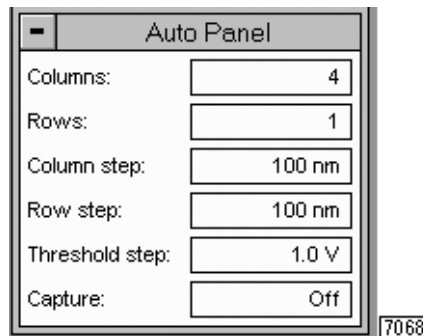 Auto Panel
Columns: 4
Rows: 1
Column step: 100 nm
Row step: 100 nm
Threshold step: 1.0 V
Capture: Off
7068